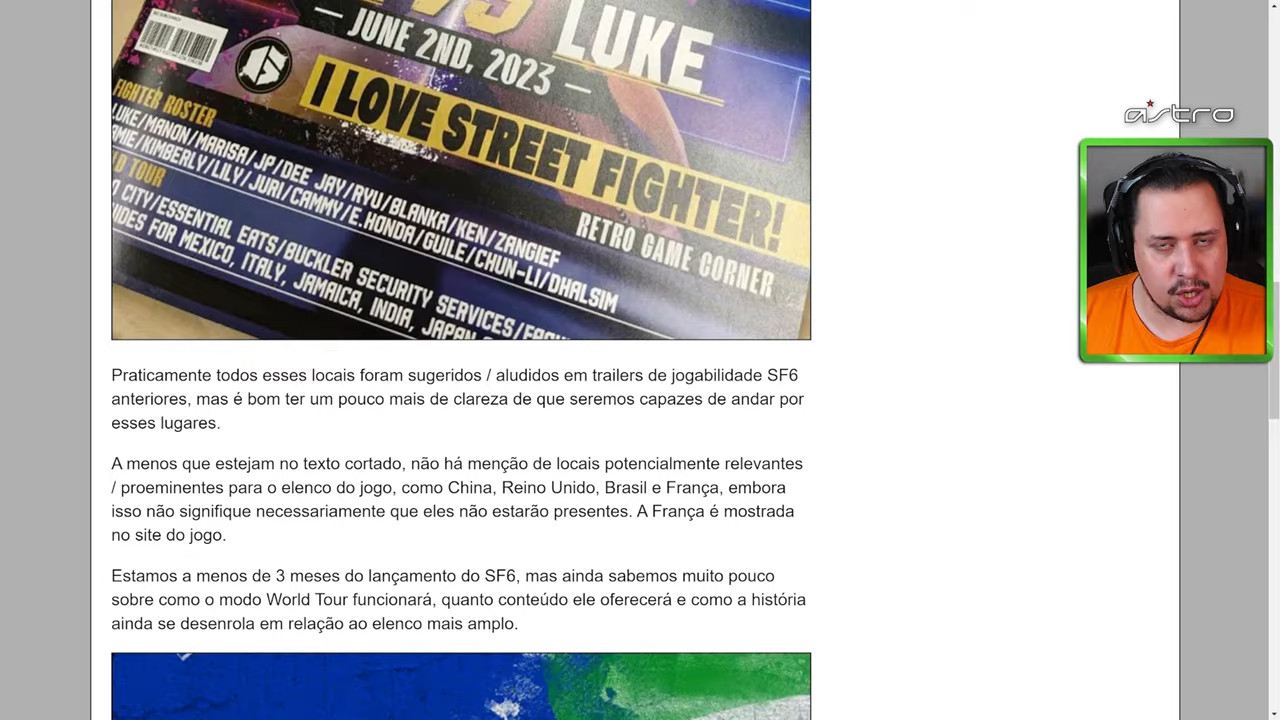 LUKE
— JUNE 2ND, 2023 —
I LOVE STREET FIGHTER!
RETRO GAME CORNER
FIGHTER ROSTER
LUKE/MANON/MARISA/JP/DEE JAY/RYU/BLANKA/KEN/ZANGIEF
AMIE/KIMBERLY/LILY/JURI/CAMMY/E.HONDA/GUILE/CHUN-LI/DHALSIM
D TOUR
O CITY/ESSENTIAL EATS/BUCKLER SECURITY SERVICES/
UIDES FOR MEXICO, ITALY, JAMAICA, INDIA, JAPAN
astro
Praticamente todos esses locais foram sugeridos / aludidos em trailers de jogabilidade SF6
anteriores, mas é bom ter um pouco mais de clareza de que seremos capazes de andar por
esses lugares.
A menos que estejam no texto cortado, não há menção de locais potencialmente relevantes
/ proeminentes para o elenco do jogo, como China, Reino Unido, Brasil e França, embora
isso não signifique necessariamente que eles não estarão presentes. A França é mostrada
no site do jogo.
Estamos a menos de 3 meses do lançamento do SF6, mas ainda sabemos muito pouco
sobre como o modo World Tour funcionará, quanto conteúdo ele oferecerá e como a história
ainda se desenrola em relação ao elenco mais amplo.